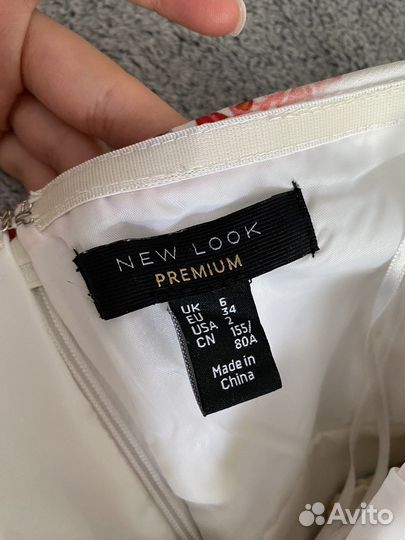 NEW LOOK
PREMIUM
UK 6
EU 34
USA 2
CN 155/
80A
Made in
China
Avito